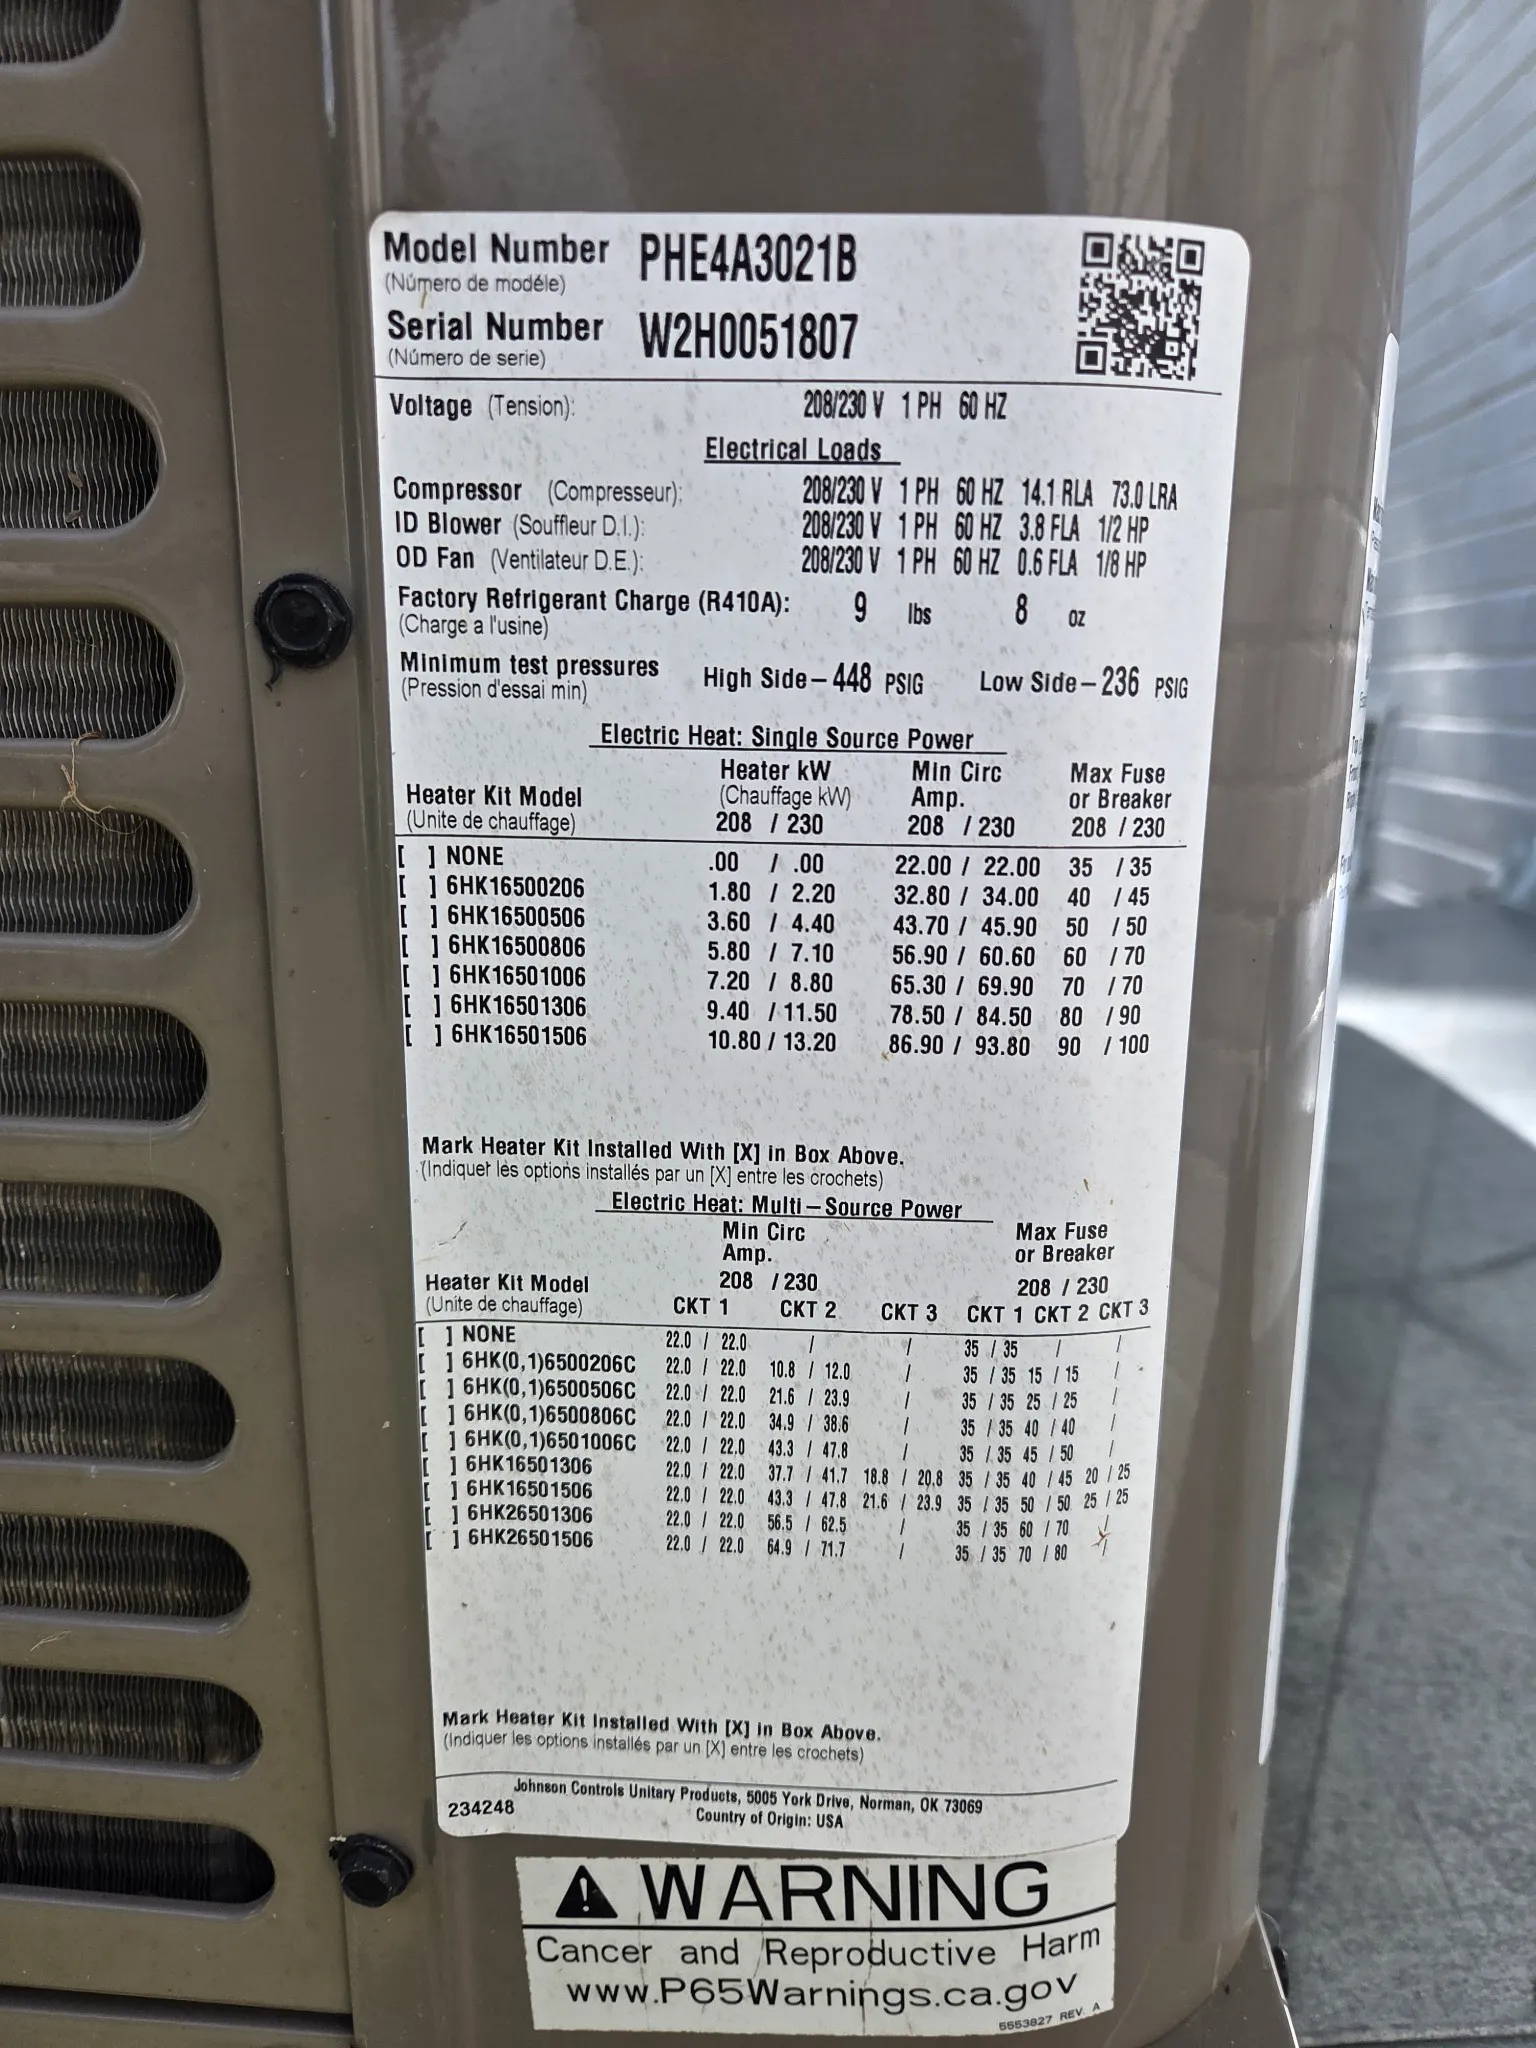 Model Number PHE4A3021B
(Número de modéle)
Serial Number W2H0051807
(Número de serie)
Voltage (Tension): 208/230 V 1 PH 60 HZ
Electrical Loads
Compressor (Compresseur): 208/230 V 1 PH 60 HZ 14.1 RLA 73.0 LRA
ID Blower (Souffleur D.I.): 208/230 V 1 PH 60 HZ 3.8 FLA 1/2 HP
OD Fan (Ventilateur D.E.): 208/230 V 1 PH 60 HZ 0.6 FLA 1/8 HP
Factory Refrigerant Charge (R410A): 9 lbs 8 oz
(Charge a l'usine)
Minimum test pressures High Side – 448 PSIG Low Side – 236 PSIG
(Pression d'essai min)
Electric Heat: Single Source Power
Heater kW Min Circ Max Fuse
Heater Kit Model (Chauffage kW) Amp. or Breaker
(Unite de chauffage) 208 / 230 208 / 230 208 / 230
[ ] NONE .00 / .00 22.00 / 22.00 35 / 35
[ ] 6HK16500206 1.80 / 2.20 32.80 / 34.00 40 / 45
[ ] 6HK16500506 3.60 / 4.40 43.70 / 45.90 50 / 50
[ ] 6HK16500806 5.80 / 7.10 56.90 / 60.60 60 / 70
[ ] 6HK16501006 7.20 / 8.80 65.30 / 69.90 70 / 70
[ ] 6HK16501306 9.40 / 11.50 78.50 / 84.50 80 / 90
[ ] 6HK16501506 10.80 / 13.20 86.90 / 93.80 90 / 100
Mark Heater Kit Installed With [X] in Box Above.
(Indiquer les options installés par un [X] entre les crochets)
Electric Heat: Multi – Source Power
Min Circ Max Fuse
Amp. or Breaker
Heater Kit Model 208 / 230 208 / 230
(Unite de chauffage) CKT 1 CKT 2 CKT 3 CKT 1 CKT 2 CKT 3
[ ] NONE 22.0 / 22.0 / / 35 / 35 / /
[ ] 6HK(0,1)6500206C 22.0 / 22.0 10.8 / 12.0 / 35 / 35 15 / 15 /
[ ] 6HK(0,1)6500506C 22.0 / 22.0 21.6 / 23.9 / 35 / 35 25 / 25 /
[ ] 6HK(0,1)6500806C 22.0 / 22.0 34.9 / 38.6 / 35 / 35 40 / 40 /
[ ] 6HK(0,1)6501006C 22.0 / 22.0 43.3 / 47.8 / 35 / 35 45 / 50 /
[ ] 6HK16501306 22.0 / 22.0 37.7 / 41.7 18.8 / 20.8 35 / 35 40 / 45 20 / 25
[ ] 6HK16501506 22.0 / 22.0 43.3 / 47.8 21.6 / 23.9 35 / 35 50 / 50 25 / 25
[ ] 6HK26501306 22.0 / 22.0 56.5 / 62.5 / 35 / 35 60 / 70 /
[ ] 6HK26501506 22.0 / 22.0 64.9 / 71.7 / 35 / 35 70 / 80 /
Mark Heater Kit Installed With [X] in Box Above.
(Indiquer les options installés par un [X] entre les crochets)
Johnson Controls Unitary Products, 5005 York Drive, Norman, OK 73069
234248 Country of Origin: USA
WARNING
Cancer and Reproductive Harm
www.P65Warnings.ca.gov
5553827 REV. A